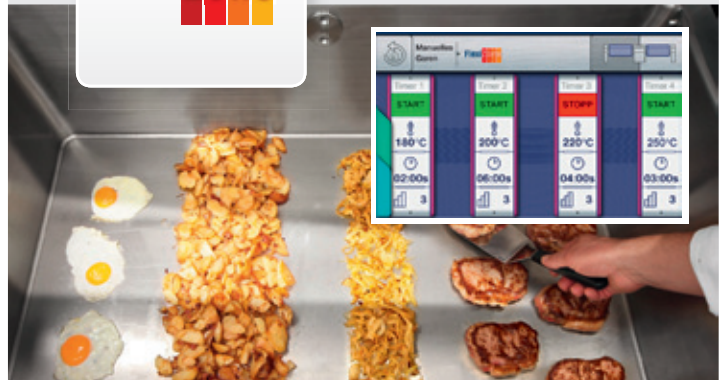 Manuelles
Garen
Flexi
Timer 1
Timer 2
Timer 3
Timer 4
START
START
STOPP
START
180°C
200°C
220°C
250°C
02:00s
06:00s
04:00s
03:00s
3
3
3
3